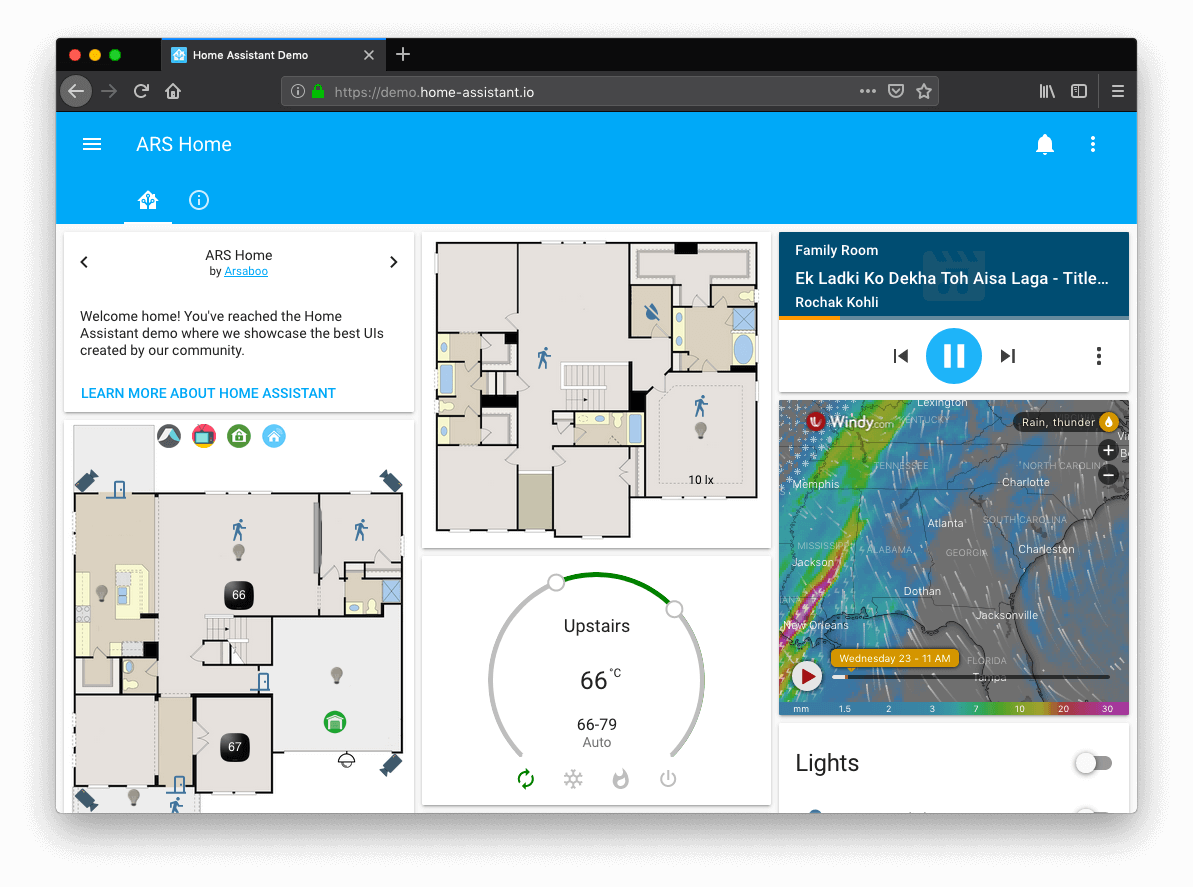 Home Assistant Demo
https://demo.home-assistant.io
ARS Home
ARS Home
by Arsaboo
Welcome home! You've reached the Home
Assistant demo where we showcase the best UIs
created by our community.
LEARN MORE ABOUT HOME ASSISTANT
66
67
10 lx
Upstairs
66 °C
66-79
Auto
Family Room
Ek Ladki Ko Dekha Toh Aisa Laga - Title...
Rochak Kohli
Lexington
KENTUCKY
Windy.com
Rain, thunder
+
−
TENNESSEE
NORTH CAROLIN
Memphis
Charlotte
Atlanta
SOUTH CAROLINA
MISSISSIP
ALABAMA
GEORGIA
Charleston
Jackson
Dothan
Jacksonville
New Orleans
Wednesday 23 - 11 AM
FLORIDA
Tampa
mm 1.5 2 3 7 10 20 30
Lights